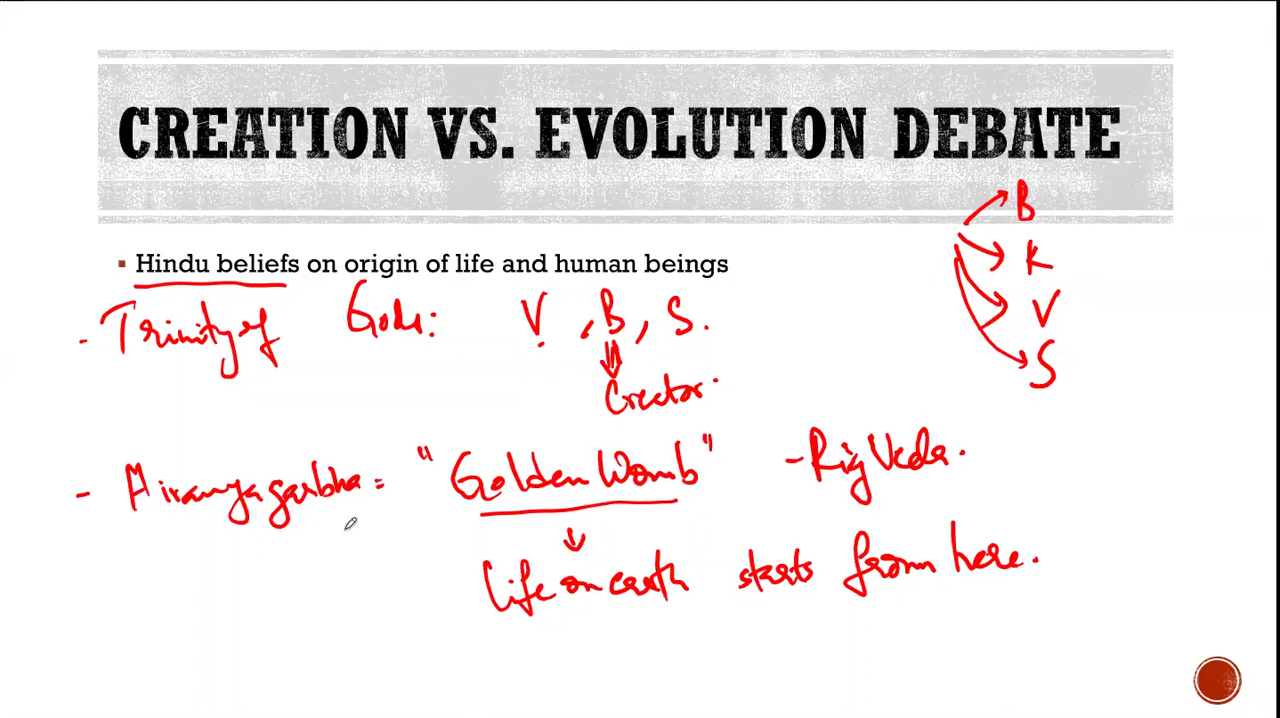 CREATION VS. EVOLUTION DEBATE
B
K
V
S
▪ Hindu beliefs on origin of life and human beings
- Trinity of Gods: V, B, S.
Creator.
- Hiranyagarbha = "Golden Womb" - Rig Veda.
life on earth starts from here.